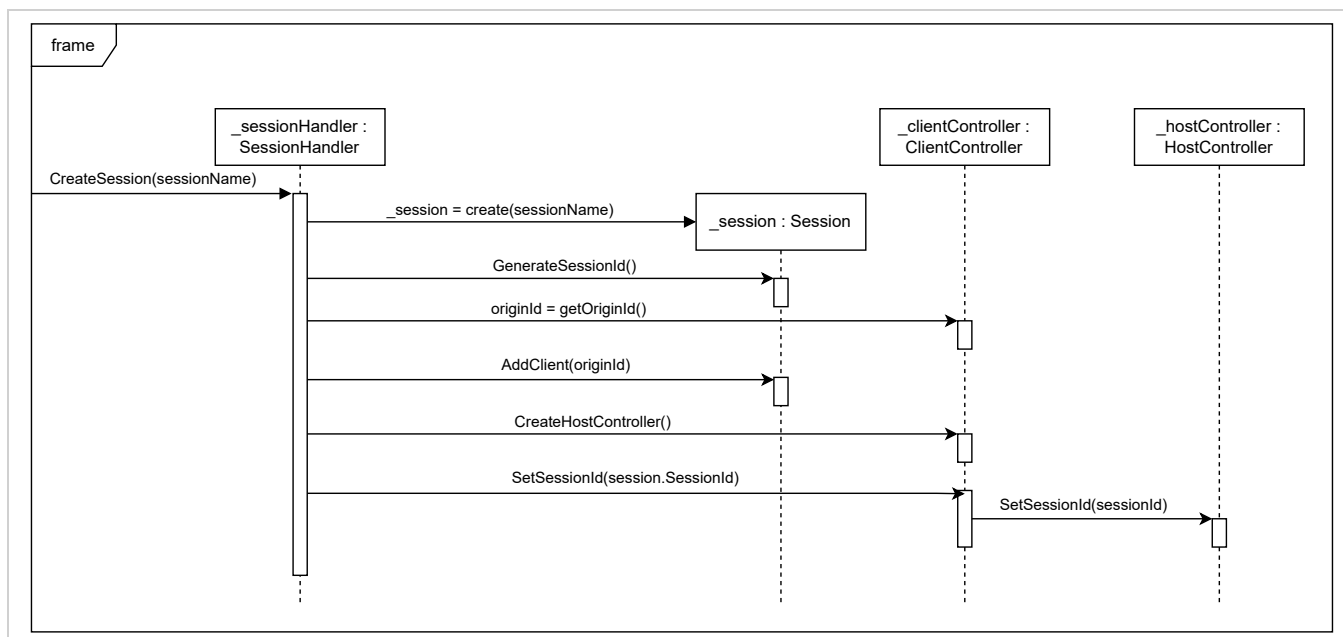 frame
_sessionHandler :
SessionHandler
_clientController :
ClientController
_hostController :
HostController
CreateSession(sessionName)
_session = create(sessionName)
_session : Session
GenerateSessionId()
originId = getOriginId()
AddClient(originId)
CreateHostController()
SetSessionId(session.SessionId)
SetSessionId(sessionId)